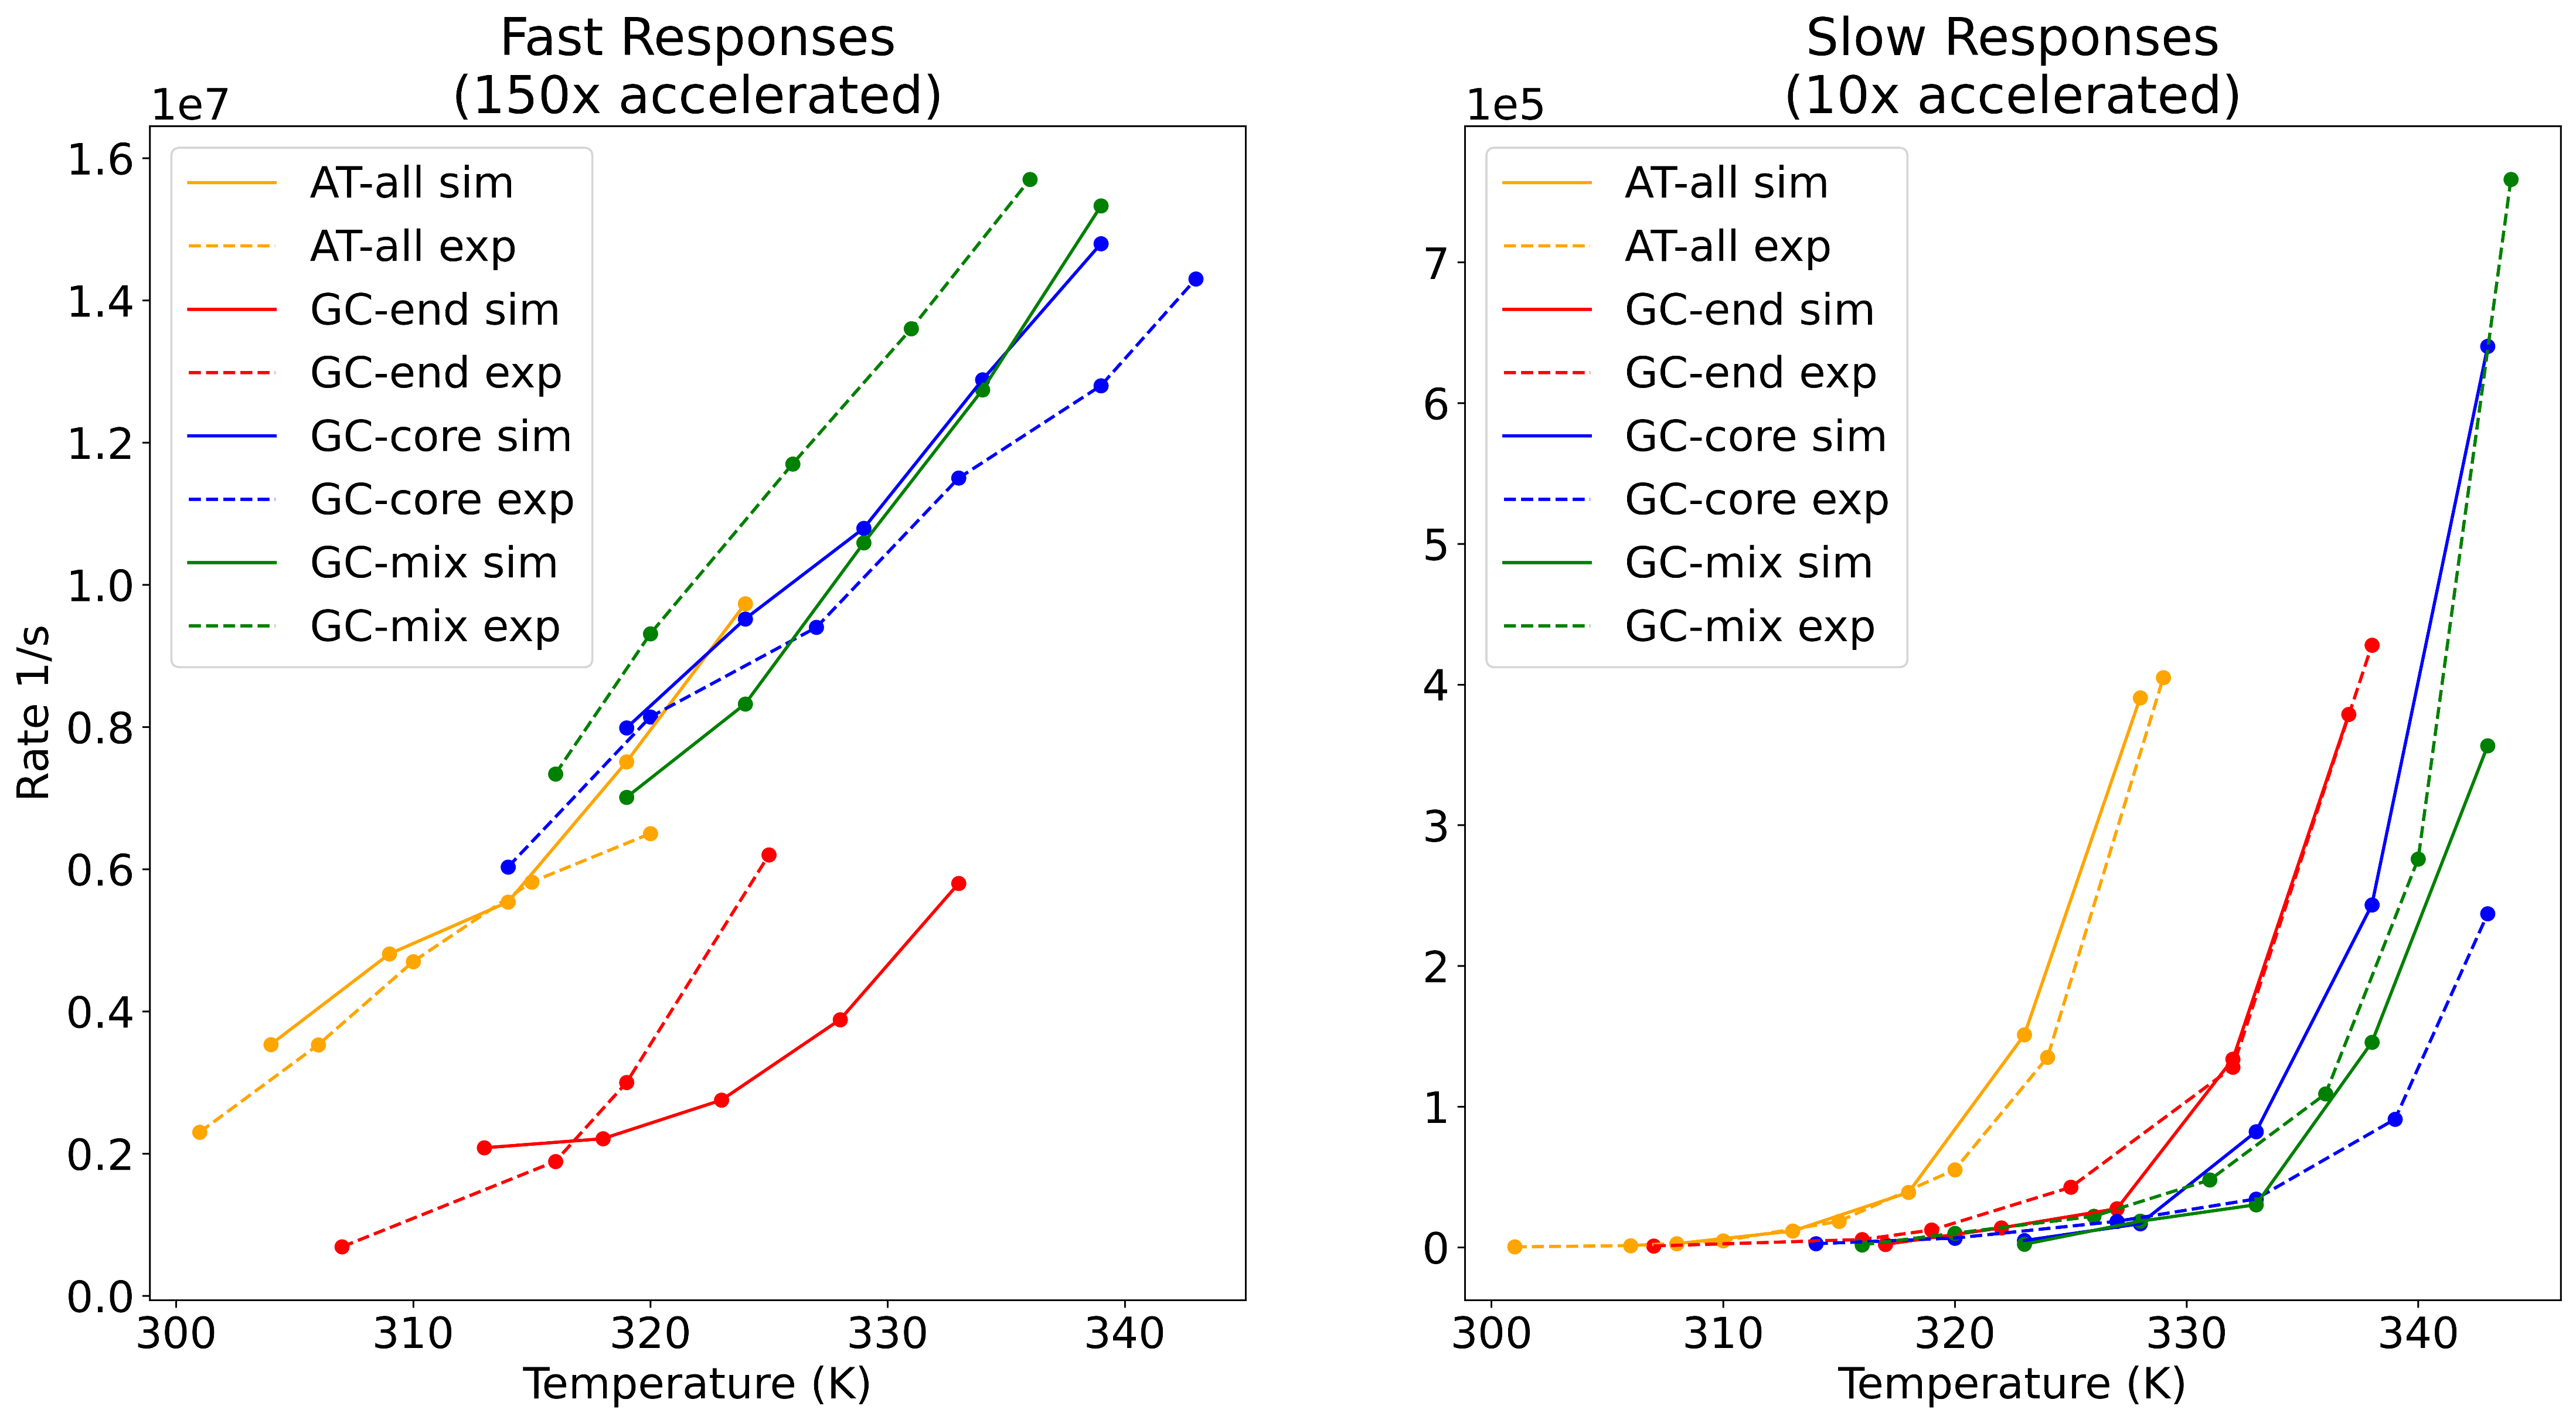 Fast Responses
(150x accelerated)
1e7
1.6
1.4
1.2
1.0
0.8
0.6
0.4
0.2
0.0
Rate 1/s
AT-all sim
AT-all exp
GC-end sim
GC-end exp
GC-core sim
GC-core exp
GC-mix sim
GC-mix exp
300 310 320 330 340
Temperature (K)
Slow Responses
(10x accelerated)
1e5
7
6
5
4
3
2
1
0
AT-all sim
AT-all exp
GC-end sim
GC-end exp
GC-core sim
GC-core exp
GC-mix sim
GC-mix exp
300 310 320 330 340
Temperature (K)